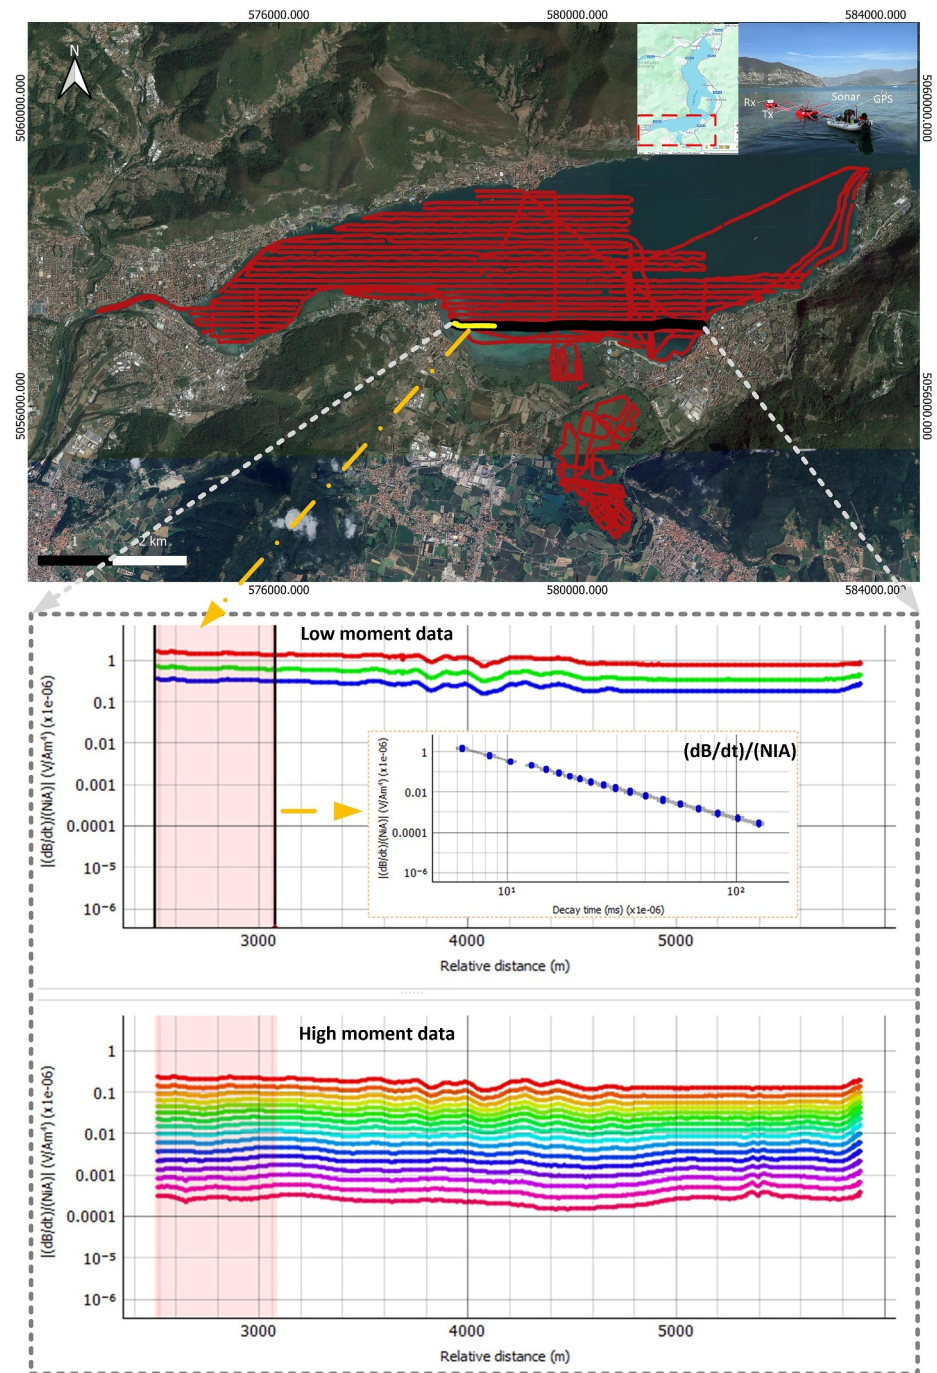 576000.000 580000.000 584000.000
N
5060000.000
5060000.000
Rx
Tx
Sonar
GPS
5056000.000
5056000.000
1 2 km
576000.000 580000.000 584000.000
Low moment data
|(dB/dt)/(NiA)| (V/Am⁴) (x1e-06)
1
0.1
0.01
0.001
0.0001
10⁻⁵
10⁻⁶
(dB/dt)/(NIA)
|(dB/dt)/(NiA)| (V/Am⁴) (x1e-06)
1
0.01
0.0001
10⁻⁶
10¹ 10²
Decay time (ms) (x1e-06)
3000 4000 5000
Relative distance (m)
High moment data
|(dB/dt)/(NiA)| (V/Am⁴) (x1e-06)
1
0.1
0.01
0.001
0.0001
10⁻⁵
10⁻⁶
3000 4000 5000
Relative distance (m)